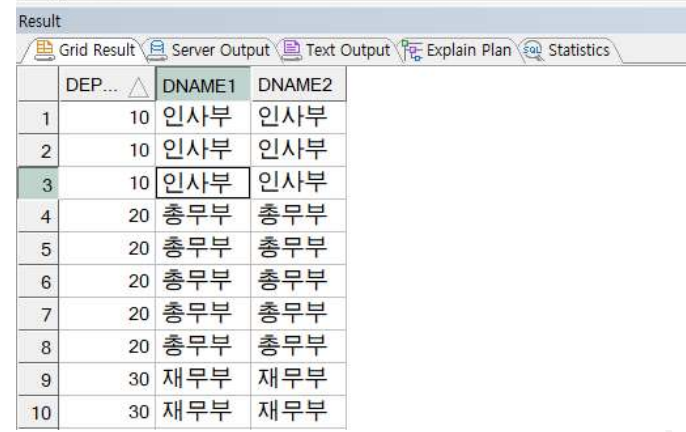 Result
Grid Result Server Output Text Output Explain Plan Statistics
DEP... DNAME1 DNAME2
1 10 인사부 인사부
2 10 인사부 인사부
3 10 인사부 인사부
4 20 총무부 총무부
5 20 총무부 총무부
6 20 총무부 총무부
7 20 총무부 총무부
8 20 총무부 총무부
9 30 재무부 재무부
10 30 재무부 재무부